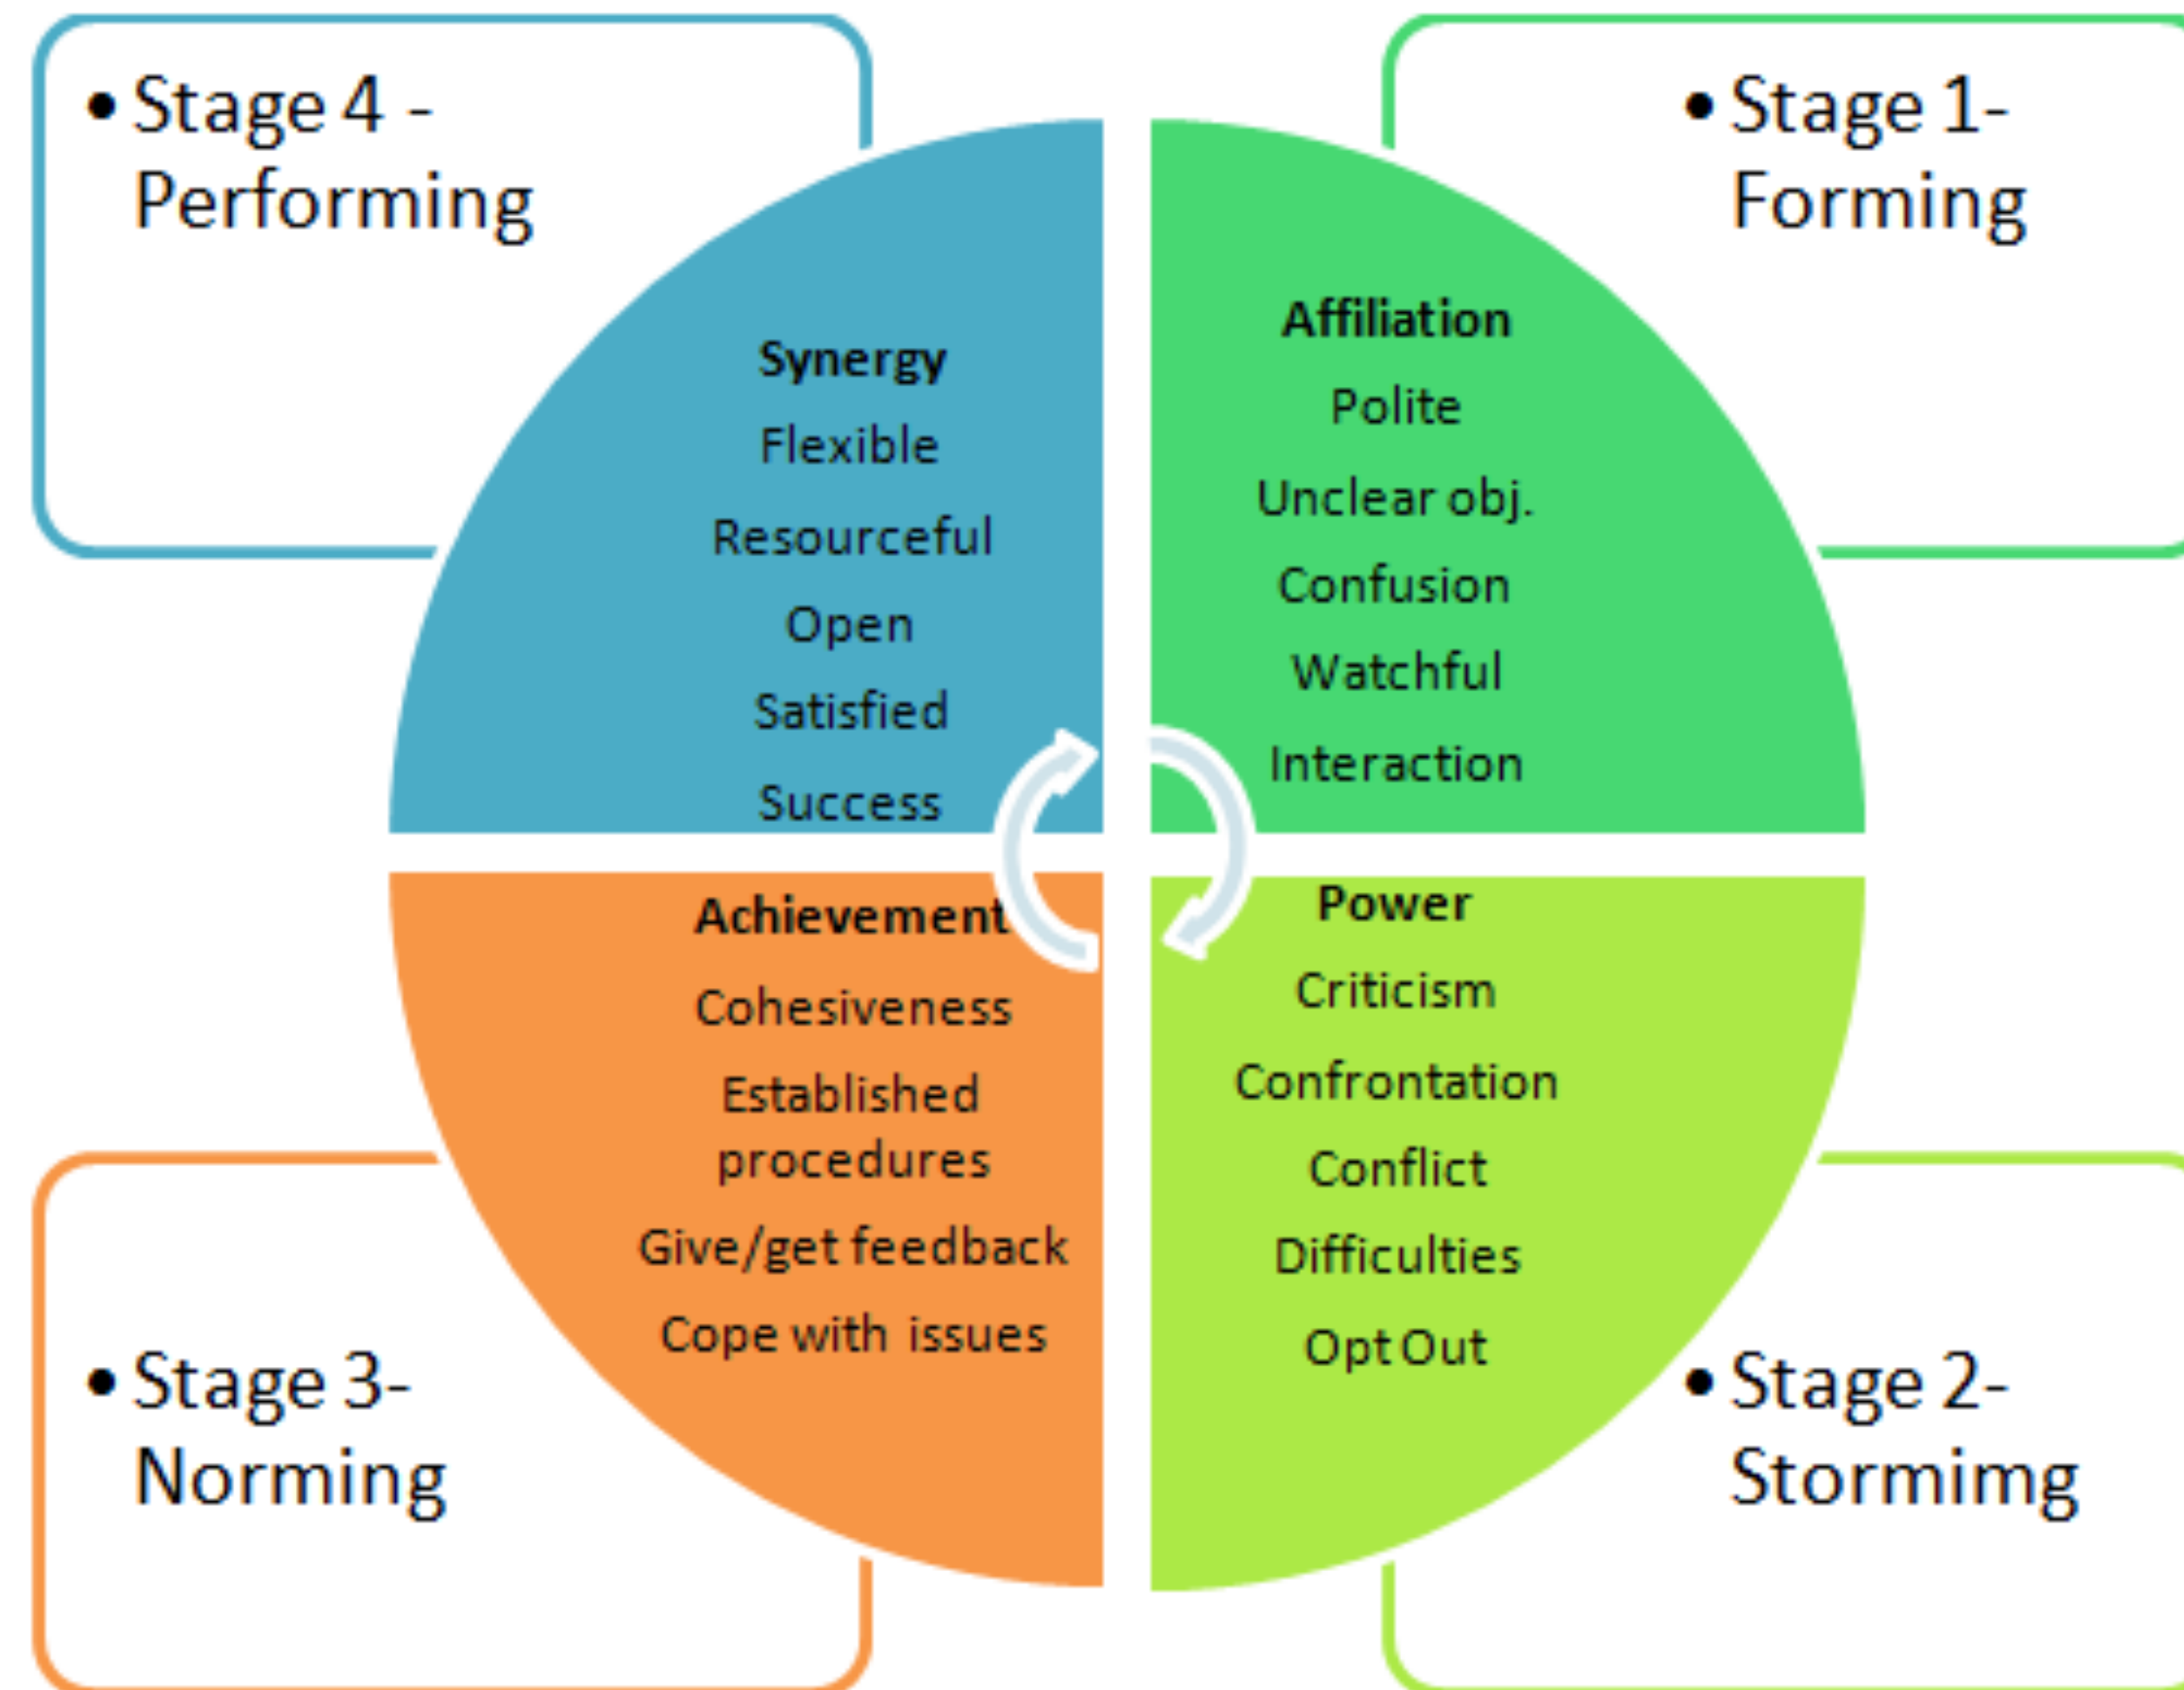 • Stage 4 -
Performing
• Stage 1-
Forming
Synergy
Flexible
Resourceful
Open
Satisfied
Success
Affiliation
Polite
Unclear obj.
Confusion
Watchful
Interaction
Achievement
Cohesiveness
Established
procedures
Give/get feedback
Cope with issues
Power
Criticism
Confrontation
Conflict
Difficulties
Opt Out
• Stage 3-
Norming
• Stage 2-
Stormimg